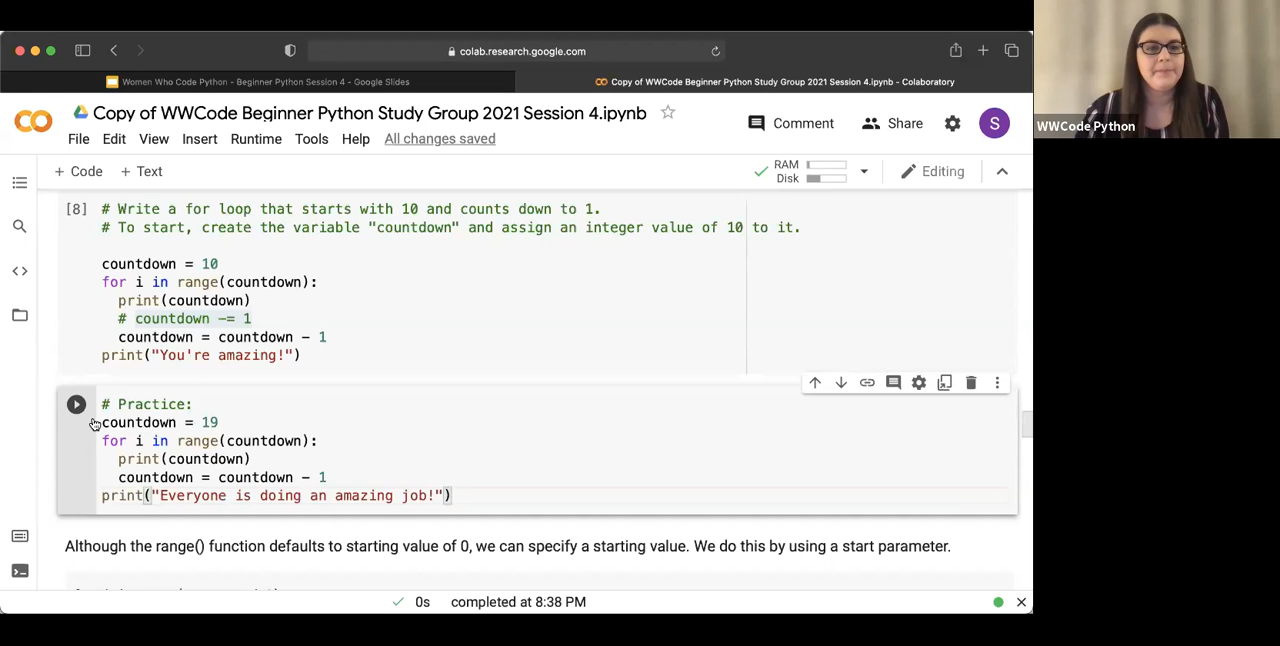 colab.research.google.com
Women Who Code Python - Beginner Python Session 4 - Google Slides
Copy of WWCode Beginner Python Study Group 2021 Session 4.ipynb - Colaboratory
Copy of WWCode Beginner Python Study Group 2021 Session 4.ipynb
Comment
Share
S
File Edit View Insert Runtime Tools Help All changes saved
+ Code + Text
RAM
Disk
Editing
WWCode Python
[8] # Write a for loop that starts with 10 and counts down to 1.
# To start, create the variable "countdown" and assign an integer value of 10 to it.
countdown = 10
for i in range(countdown):
print(countdown)
# countdown -= 1
countdown = countdown - 1
print("You're amazing!")
# Practice:
countdown = 19
for i in range(countdown):
print(countdown)
countdown = countdown - 1
print("Everyone is doing an amazing job!")
Although the range() function defaults to starting value of 0, we can specify a starting value. We do this by using a start parameter.
0s completed at 8:38 PM